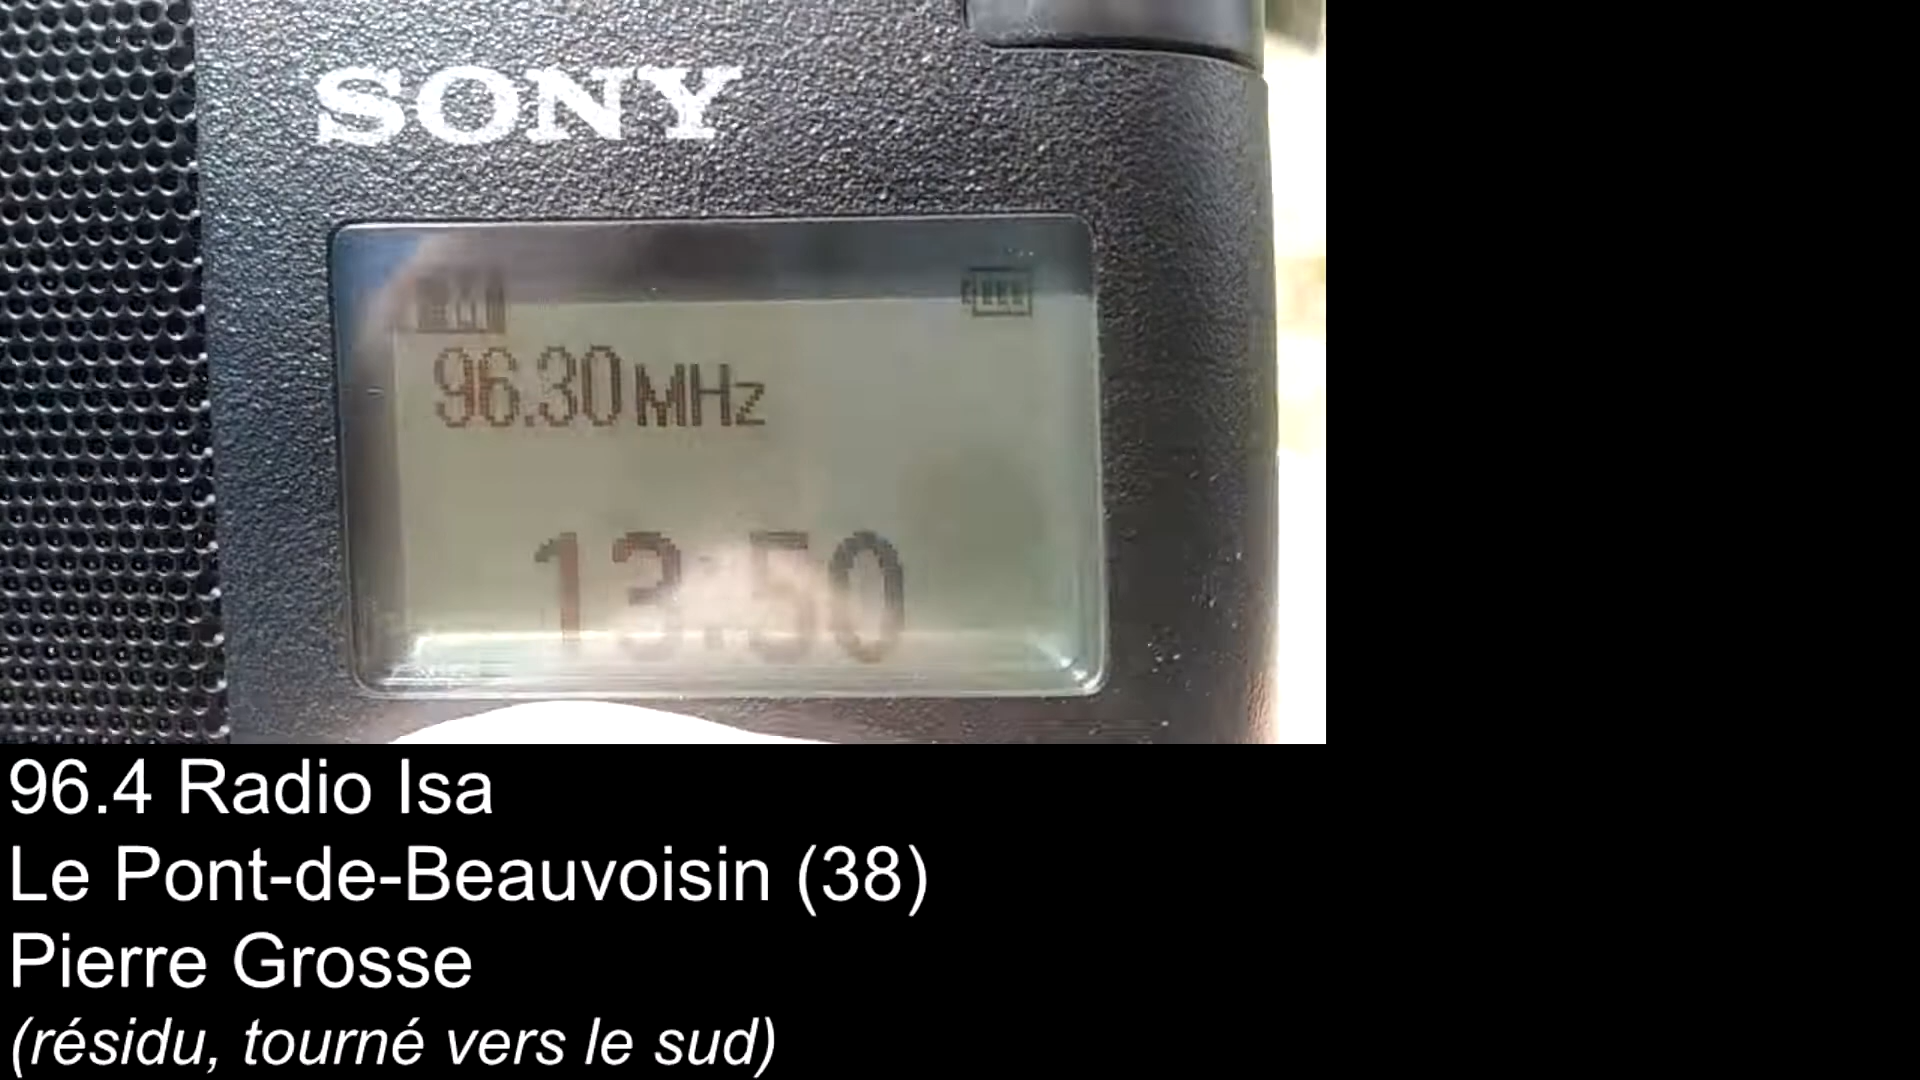 SONY
96.30 MHz
13:50
96.4 Radio Isa
Le Pont-de-Beauvoisin (38)
Pierre Grosse
(résidu, tourné vers le sud)